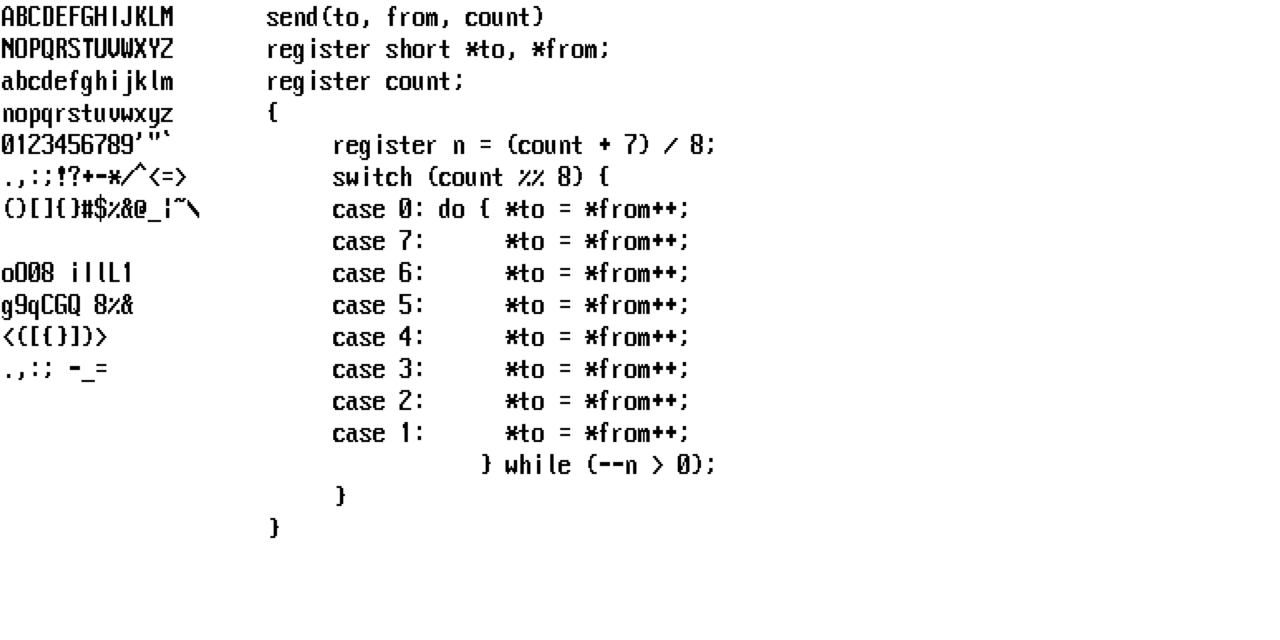 ABCDEFGHIJKLM send(to, from, count)
NOPQRSTUVWXYZ register short *to, *from;
abcdefghijklm register count;
nopqrstuvwxyz {
0123456789'"` register n = (count + 7) / 8;
.,:;!?+-*/^<=> switch (count %% 8) {
()[]{}#$%&@_¦~\ case 0: do { *to = *from++;
case 7: *to = *from++;
oO08 iIlL1 case 6: *to = *from++;
g9qCGQ 8%& case 5: *to = *from++;
<([{}])> case 4: *to = *from++;
.,:; -_= case 3: *to = *from++;
case 2: *to = *from++;
case 1: *to = *from++;
} while (--n > 0);
}
}